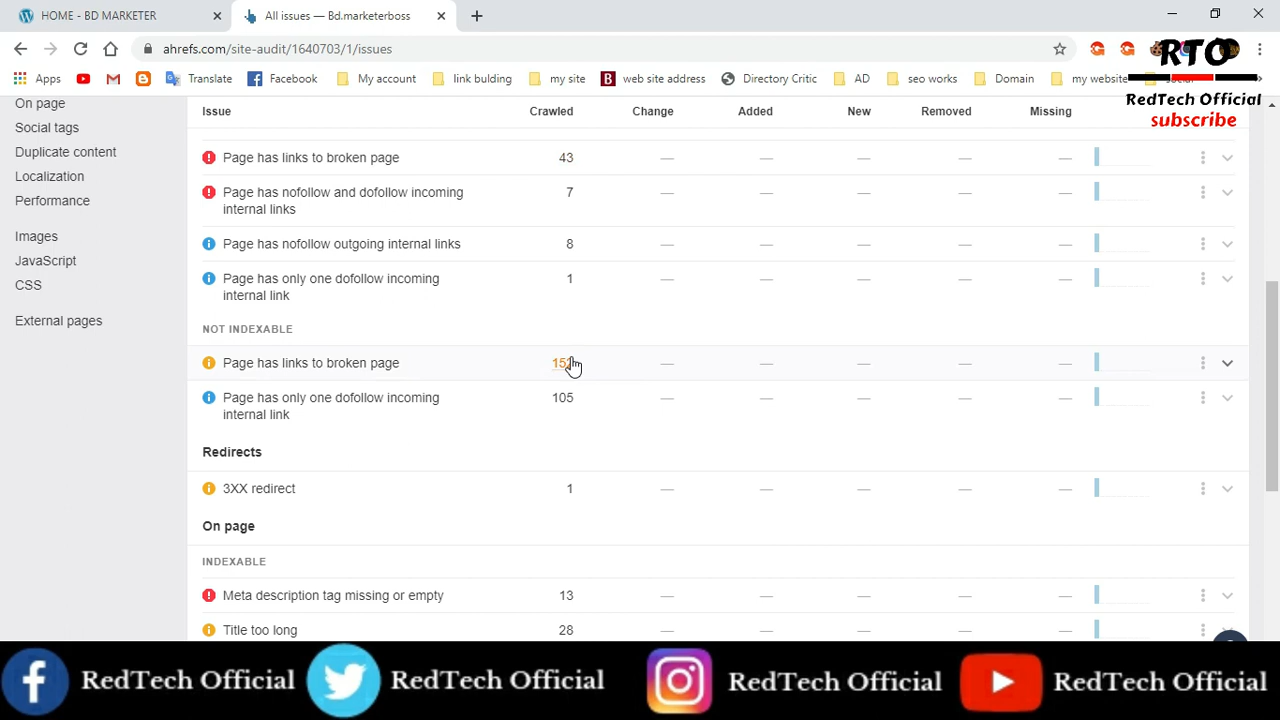 HOME - BD MARKETER
All issues — Bd.marketerboss
ahrefs.com/site-audit/1640703/1/issues
Apps
Translate
Facebook
My account
link bulding
my site
web site address
Directory Critic
AD
seo works
Domain
my website
RTO
RedTech Official
subscribe
On page
Social tags
Duplicate content
Localization
Performance
Images
JavaScript
CSS
External pages
Issue Crawled Change Added New Removed Missing
Page has links to broken page 43 — — — — —
Page has nofollow and dofollow incoming 7 — — — — —
internal links
Page has nofollow outgoing internal links 8 — — — — —
Page has only one dofollow incoming 1 — — — — —
internal link
NOT INDEXABLE
Page has links to broken page — — — — —
Page has only one dofollow incoming 105 — — — — —
internal link
Redirects
3XX redirect 1 — — — — —
On page
INDEXABLE
Meta description tag missing or empty 13 — — — — —
Title too long 28 — — — — —
RedTech Official
RedTech Official
RedTech Official
RedTech Official